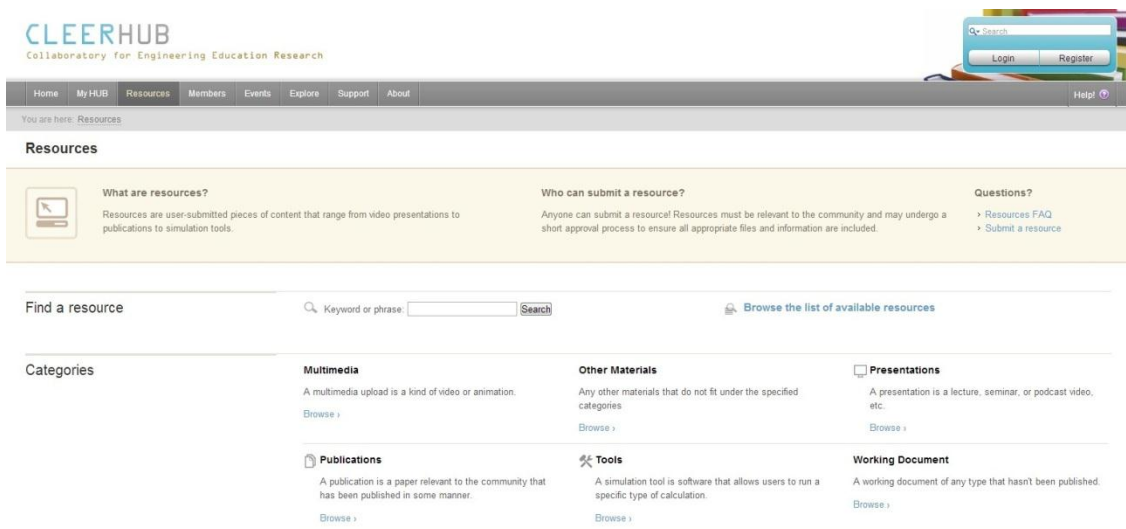 CLEERHUB
Collaboratory for Engineering Education Research
Search
Login Register
Home My HUB Resources Members Events Explore Support About Help!
You are here: Resources
Resources
What are resources?
Resources are user-submitted pieces of content that range from video presentations to
publications to simulation tools.
Who can submit a resource?
Anyone can submit a resource! Resources must be relevant to the community and may undergo a
short approval process to ensure all appropriate files and information are included.
Questions?
› Resources FAQ
› Submit a resource
Find a resource
Keyword or phrase: Search
Browse the list of available resources
Categories
Multimedia
A multimedia upload is a kind of video or animation.
Browse ›
Other Materials
Any other materials that do not fit under the specified
categories
Browse ›
Presentations
A presentation is a lecture, seminar, or podcast video,
etc.
Browse ›
Publications
A publication is a paper relevant to the community that
has been published in some manner.
Browse ›
Tools
A simulation tool is software that allows users to run a
specific type of calculation.
Browse ›
Working Document
A working document of any type that hasn't been published.
Browse ›